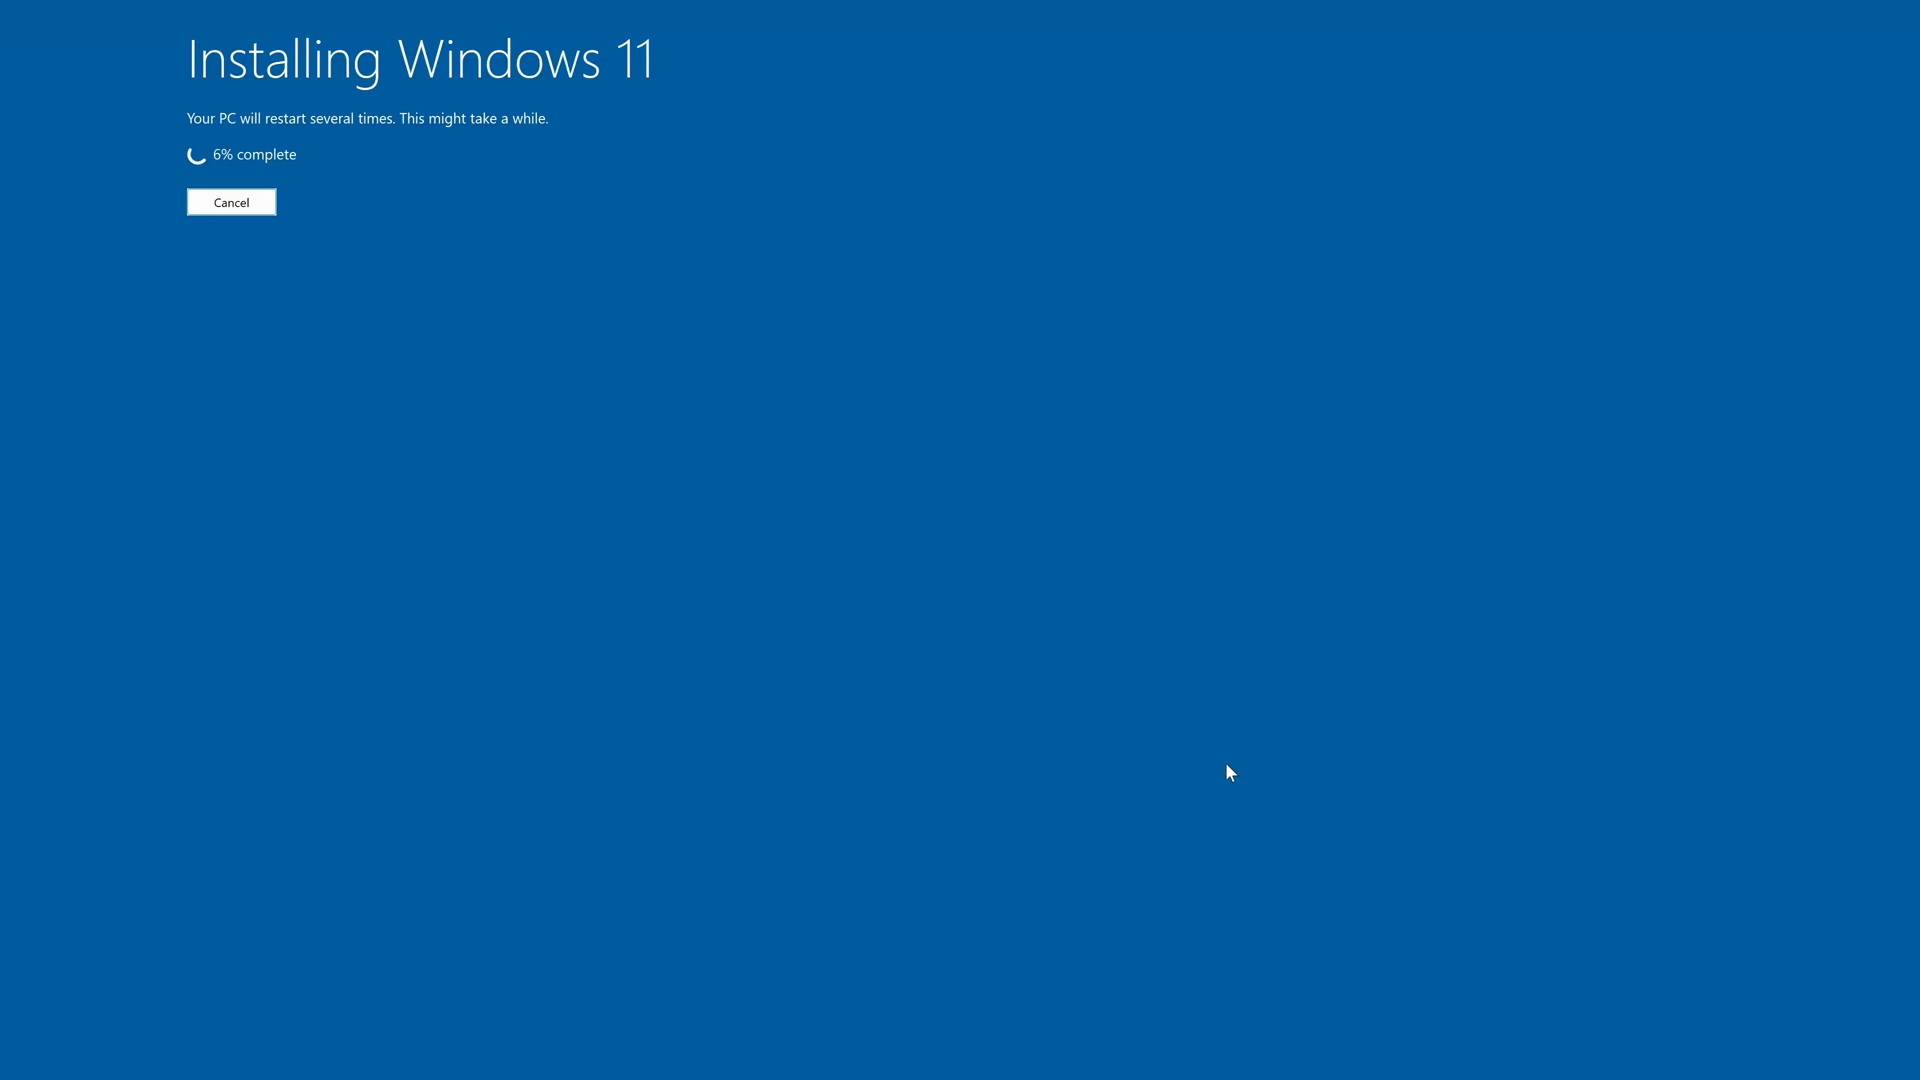 Installing Windows 11
Your PC will restart several times. This might take a while.
6% complete
Cancel